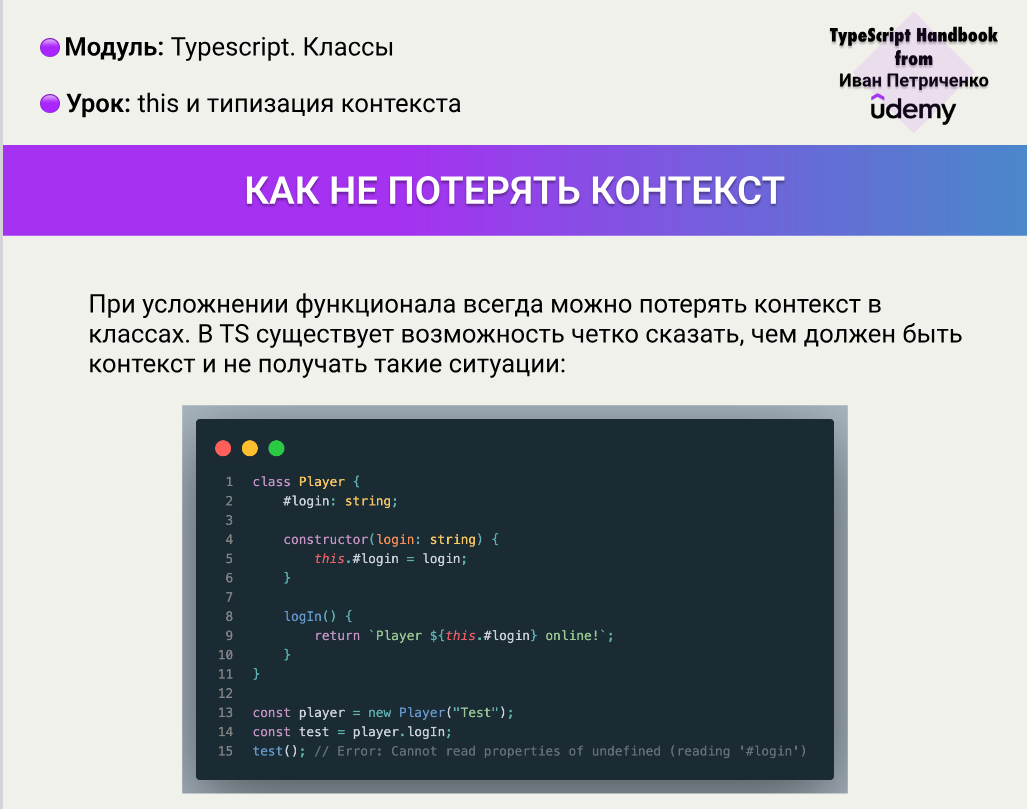 Модуль: Typescript. Классы
Урок: this и типизация контекста
TypeScript Handbook
from
Иван Петриченко
ûdemy
КАК НЕ ПОТЕРЯТЬ КОНТЕКСТ
При усложнении функционала всегда можно потерять контекст в
классах. В TS существует возможность четко сказать, чем должен быть
контекст и не получать такие ситуации:
1 class Player {
2     #login: string;
3
4     constructor(login: string) {
5         this.#login = login;
6     }
7
8     logIn() {
9         return `Player ${this.#login} online!`;
10     }
11 }
12
13 const player = new Player("Test");
14 const test = player.logIn;
15 test(); // Error: Cannot read properties of undefined (reading '#login')